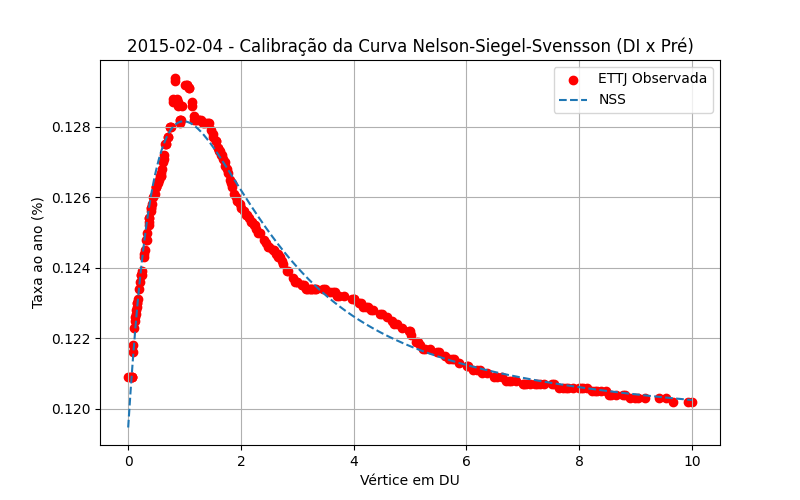 2015-02-04 - Calibração da Curva Nelson-Siegel-Svensson (DI x Pré)
ETTJ Observada
NSS
Taxa ao ano (%)
0.128
0.126
0.124
0.122
0.120
0
2
4
6
8
10
Vértice em DU